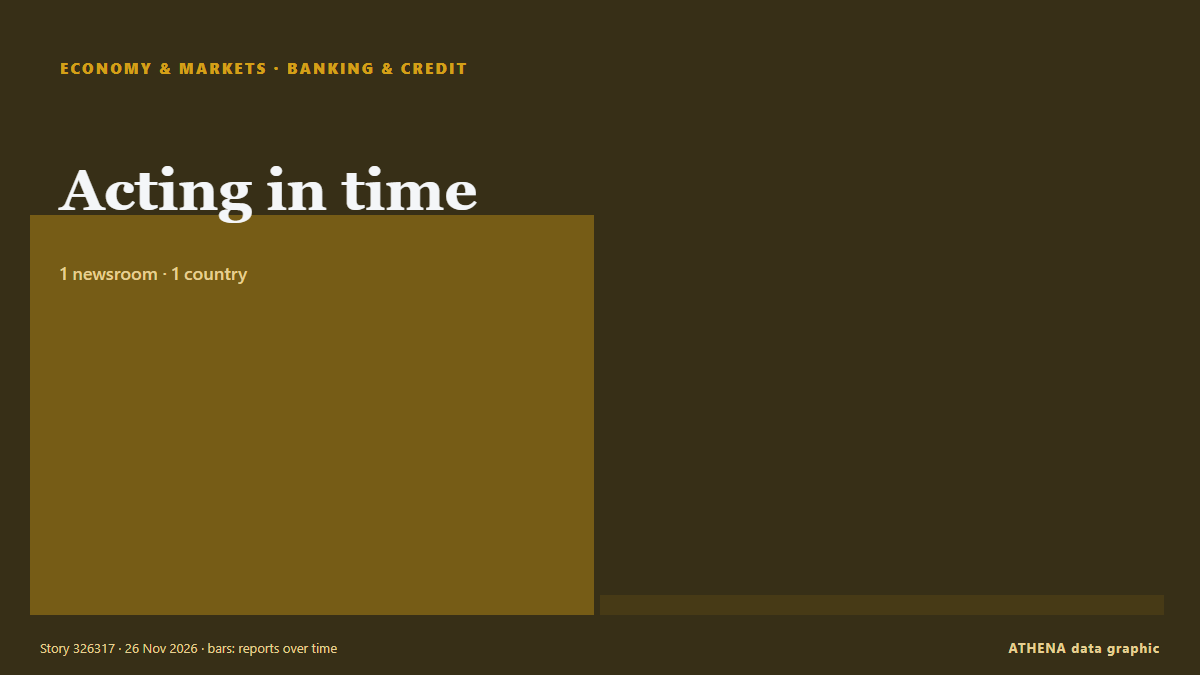 ECONOMY & MARKETS · BANKING & CREDIT
Acting in time
1 newsroom · 1 country
Story 326317 · 26 Nov 2026 · bars: reports over time
ATHENA data graphic